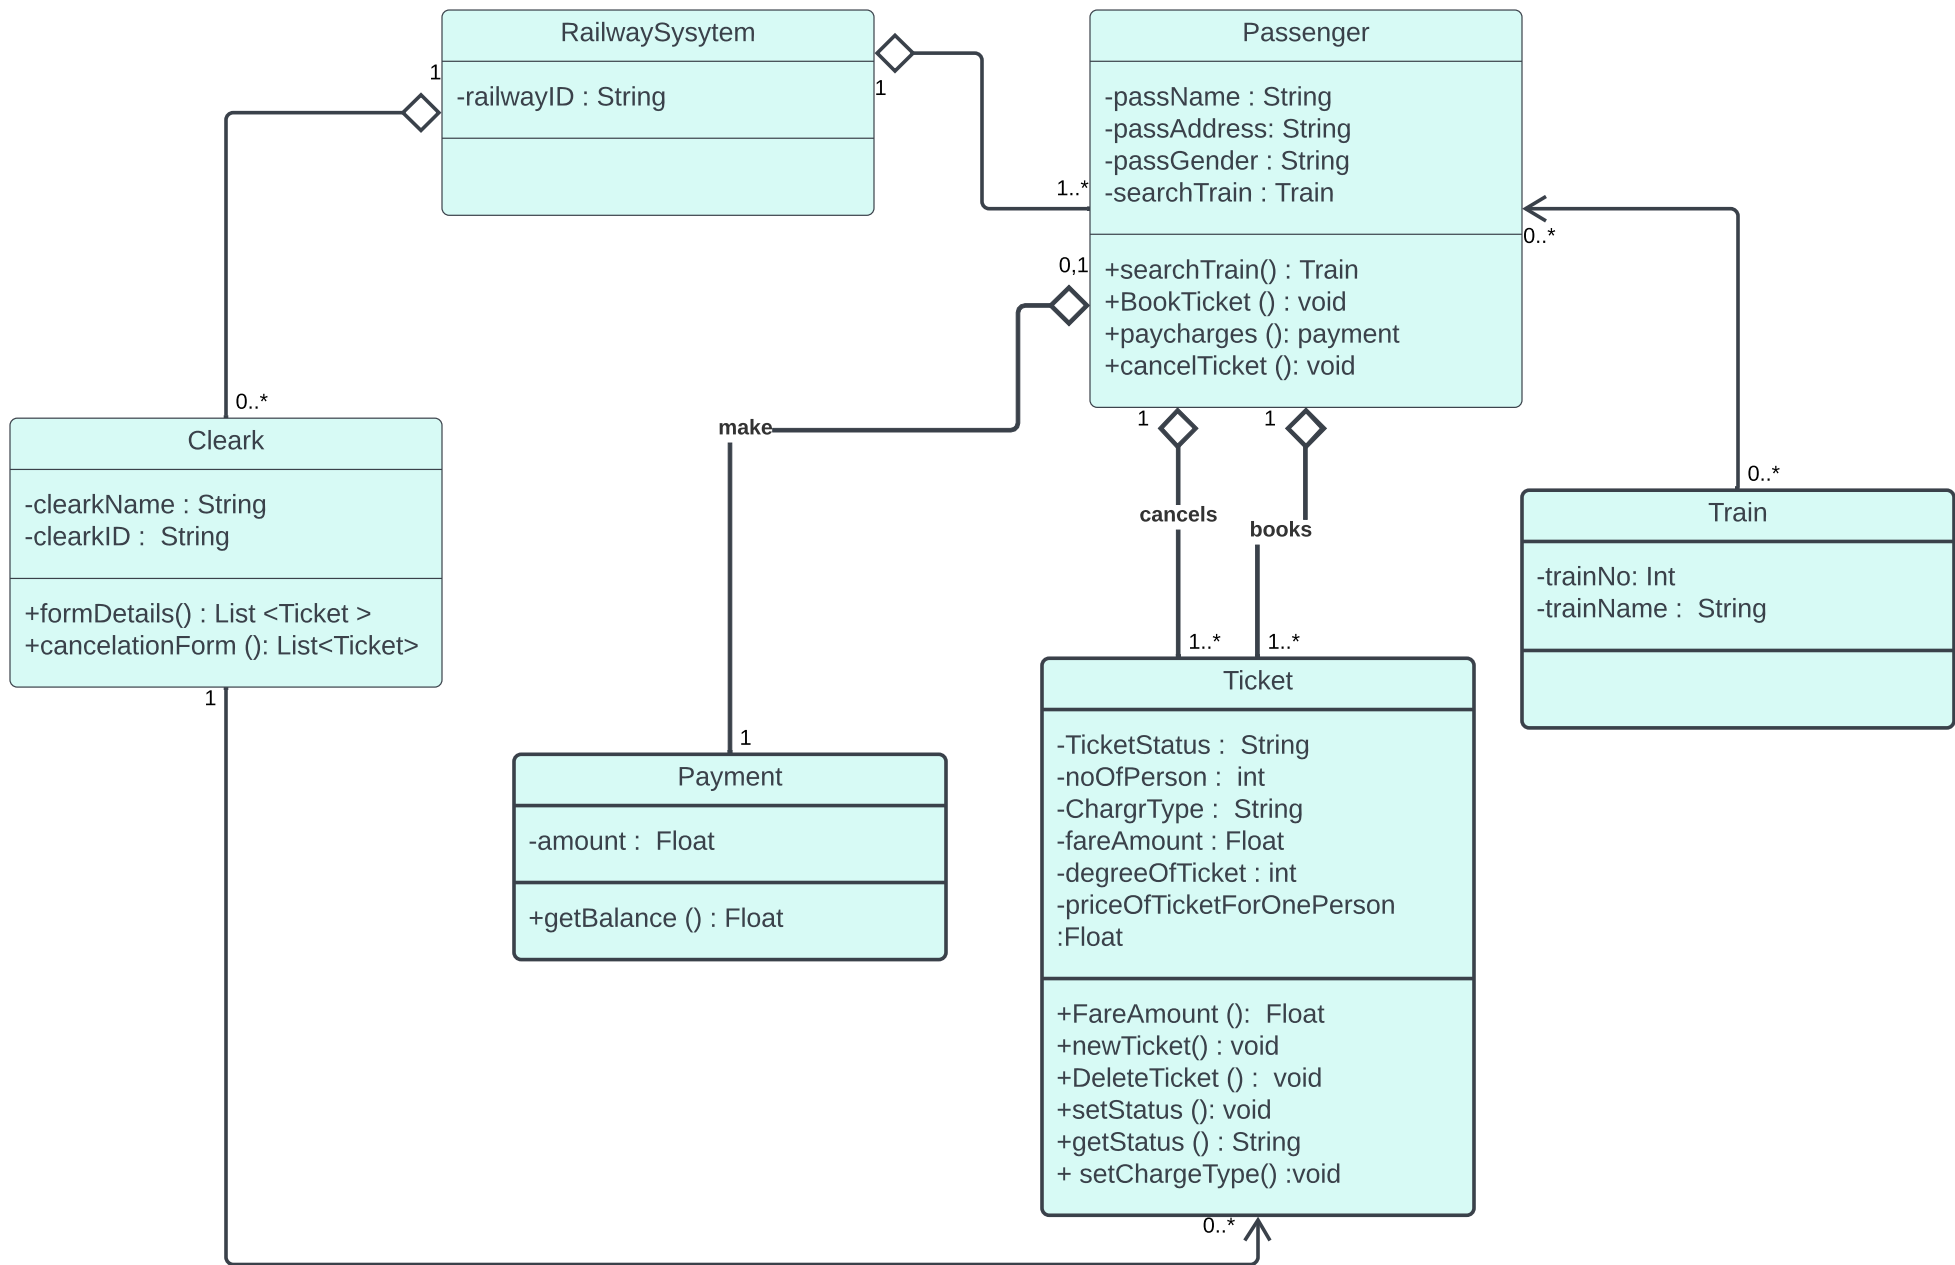 RailwaySysytem
-railwayID : String
1
1
Passenger
-passName : String
-passAddress: String
-passGender : String
-searchTrain : Train
+searchTrain() : Train
+BookTicket () : void
+paycharges (): payment
+cancelTicket (): void
1..*
0,1
0..*
1
1
make
cancels
books
0..*
Cleark
-clearkName : String
-clearkID :  String
+formDetails() : List <Ticket >
+cancelationForm (): List<Ticket>
1
0..*
Train
-trainNo: Int
-trainName :  String
1
Payment
-amount :  Float
+getBalance () : Float
1..*
1..*
Ticket
-TicketStatus :  String
-noOfPerson :  int
-ChargrType :  String
-fareAmount : Float
-degreeOfTicket : int
-priceOfTicketForOnePerson
:Float
+FareAmount ():  Float
+newTicket() : void
+DeleteTicket () :  void
+setStatus (): void
+getStatus () : String
+ setChargeType() :void
0..*